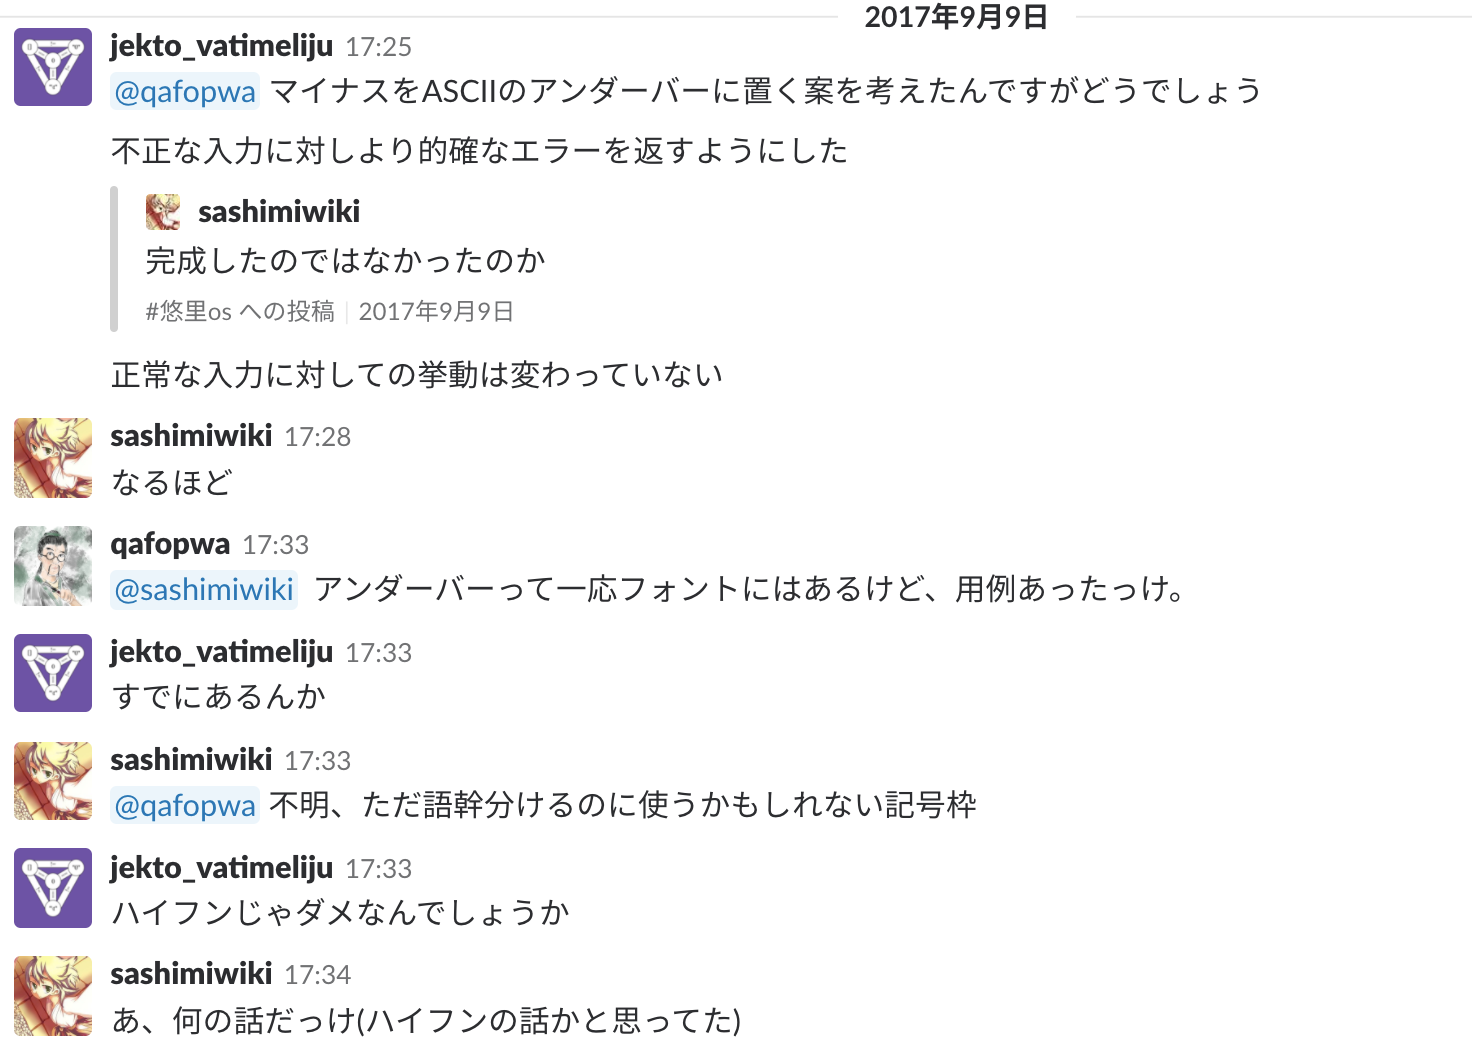 2017年9月9日
jekto_vatimeliju 17:25
@qafopwa マイナスをASCIIのアンダーバーに置く案を考えたんですがどうでしょう
不正な入力に対しより的確なエラーを返すようにした
sashimiwiki
完成したのではなかったのか
#悠里os への投稿 | 2017年9月9日
正常な入力に対しての挙動は変わっていない
sashimiwiki 17:28
なるほど
qafopwa 17:33
@sashimiwiki アンダーバーって一応フォントにはあるけど、用例あったっけ。
jekto_vatimeliju 17:33
すでにあるんか
sashimiwiki 17:33
@qafopwa 不明、ただ語幹分けるのに使うかもしれない記号枠
jekto_vatimeliju 17:33
ハイフンじゃダメなんでしょうか
sashimiwiki 17:34
あ、何の話だっけ(ハイフンの話かと思ってた)